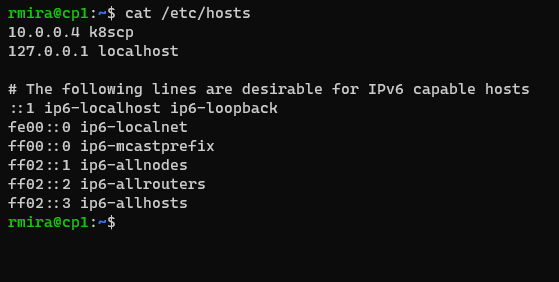 rmira@cp1:~$ cat /etc/hosts
10.0.0.4 k8scp
127.0.0.1 localhost

# The following lines are desirable for IPv6 capable hosts
::1 ip6-localhost ip6-loopback
fe00::0 ip6-localnet
ff00::0 ip6-mcastprefix
ff02::1 ip6-allnodes
ff02::2 ip6-allrouters
ff02::3 ip6-allhosts
rmira@cp1:~$